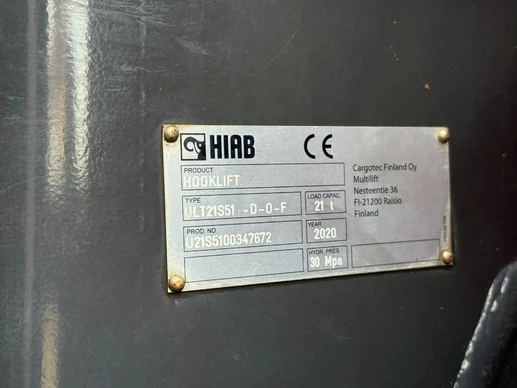 HIAB CE
PRODUCT
HOOKLIFT
TYPE
ULT21S51 -D-O-F
LOAD CAPAC.
21 t
PROD. NO
U21S5100347672
YEAR
2020
HYDR. PRES.
30 Mpa
Cargotec Finland Oy
Multilift
Nesteentie 36
FI-21200 Raisio
Finland